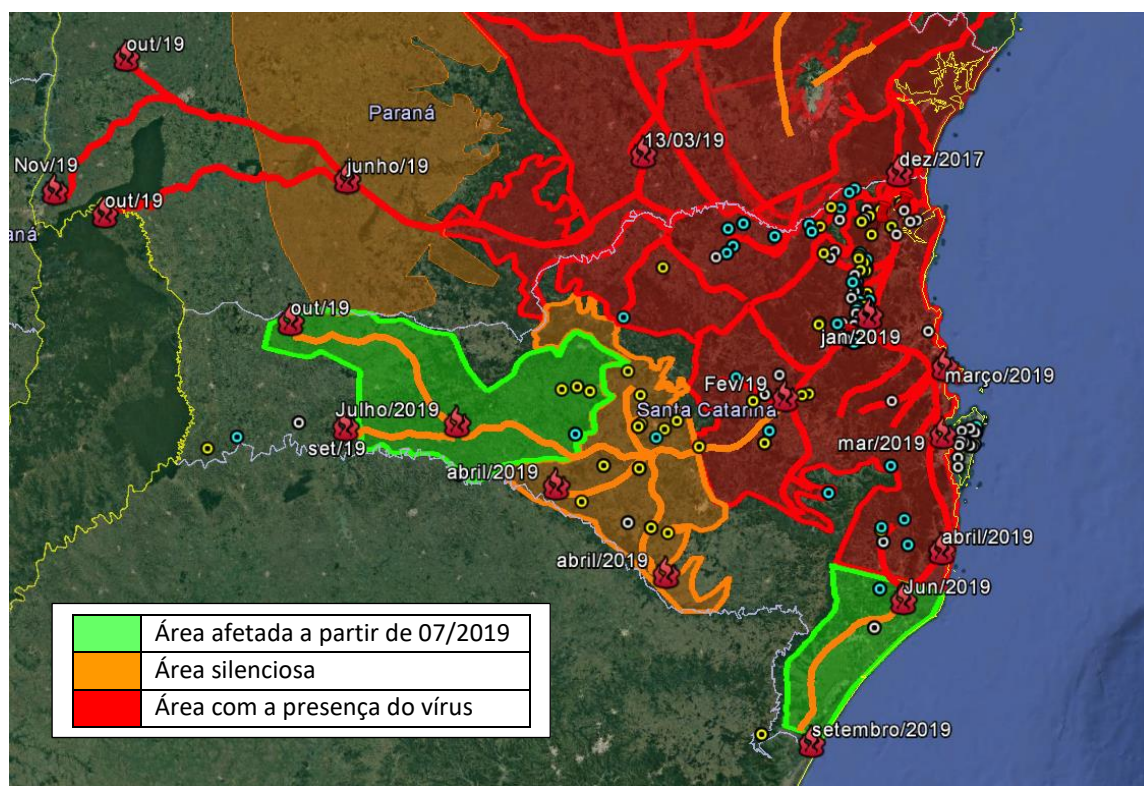 out/19
Paraná
13/03/19
Nov/19
junho/19
dez/2017
out/19
aná
out/19
jan/2019
março/2019
Fev/19
Julho/2019
Santa Catarina
set/19
mar/2019
abril/2019
abril/2019
abril/2019
Jun/2019
Área afetada a partir de 07/2019
Área silenciosa
Área com a presença do vírus
setembro/2019